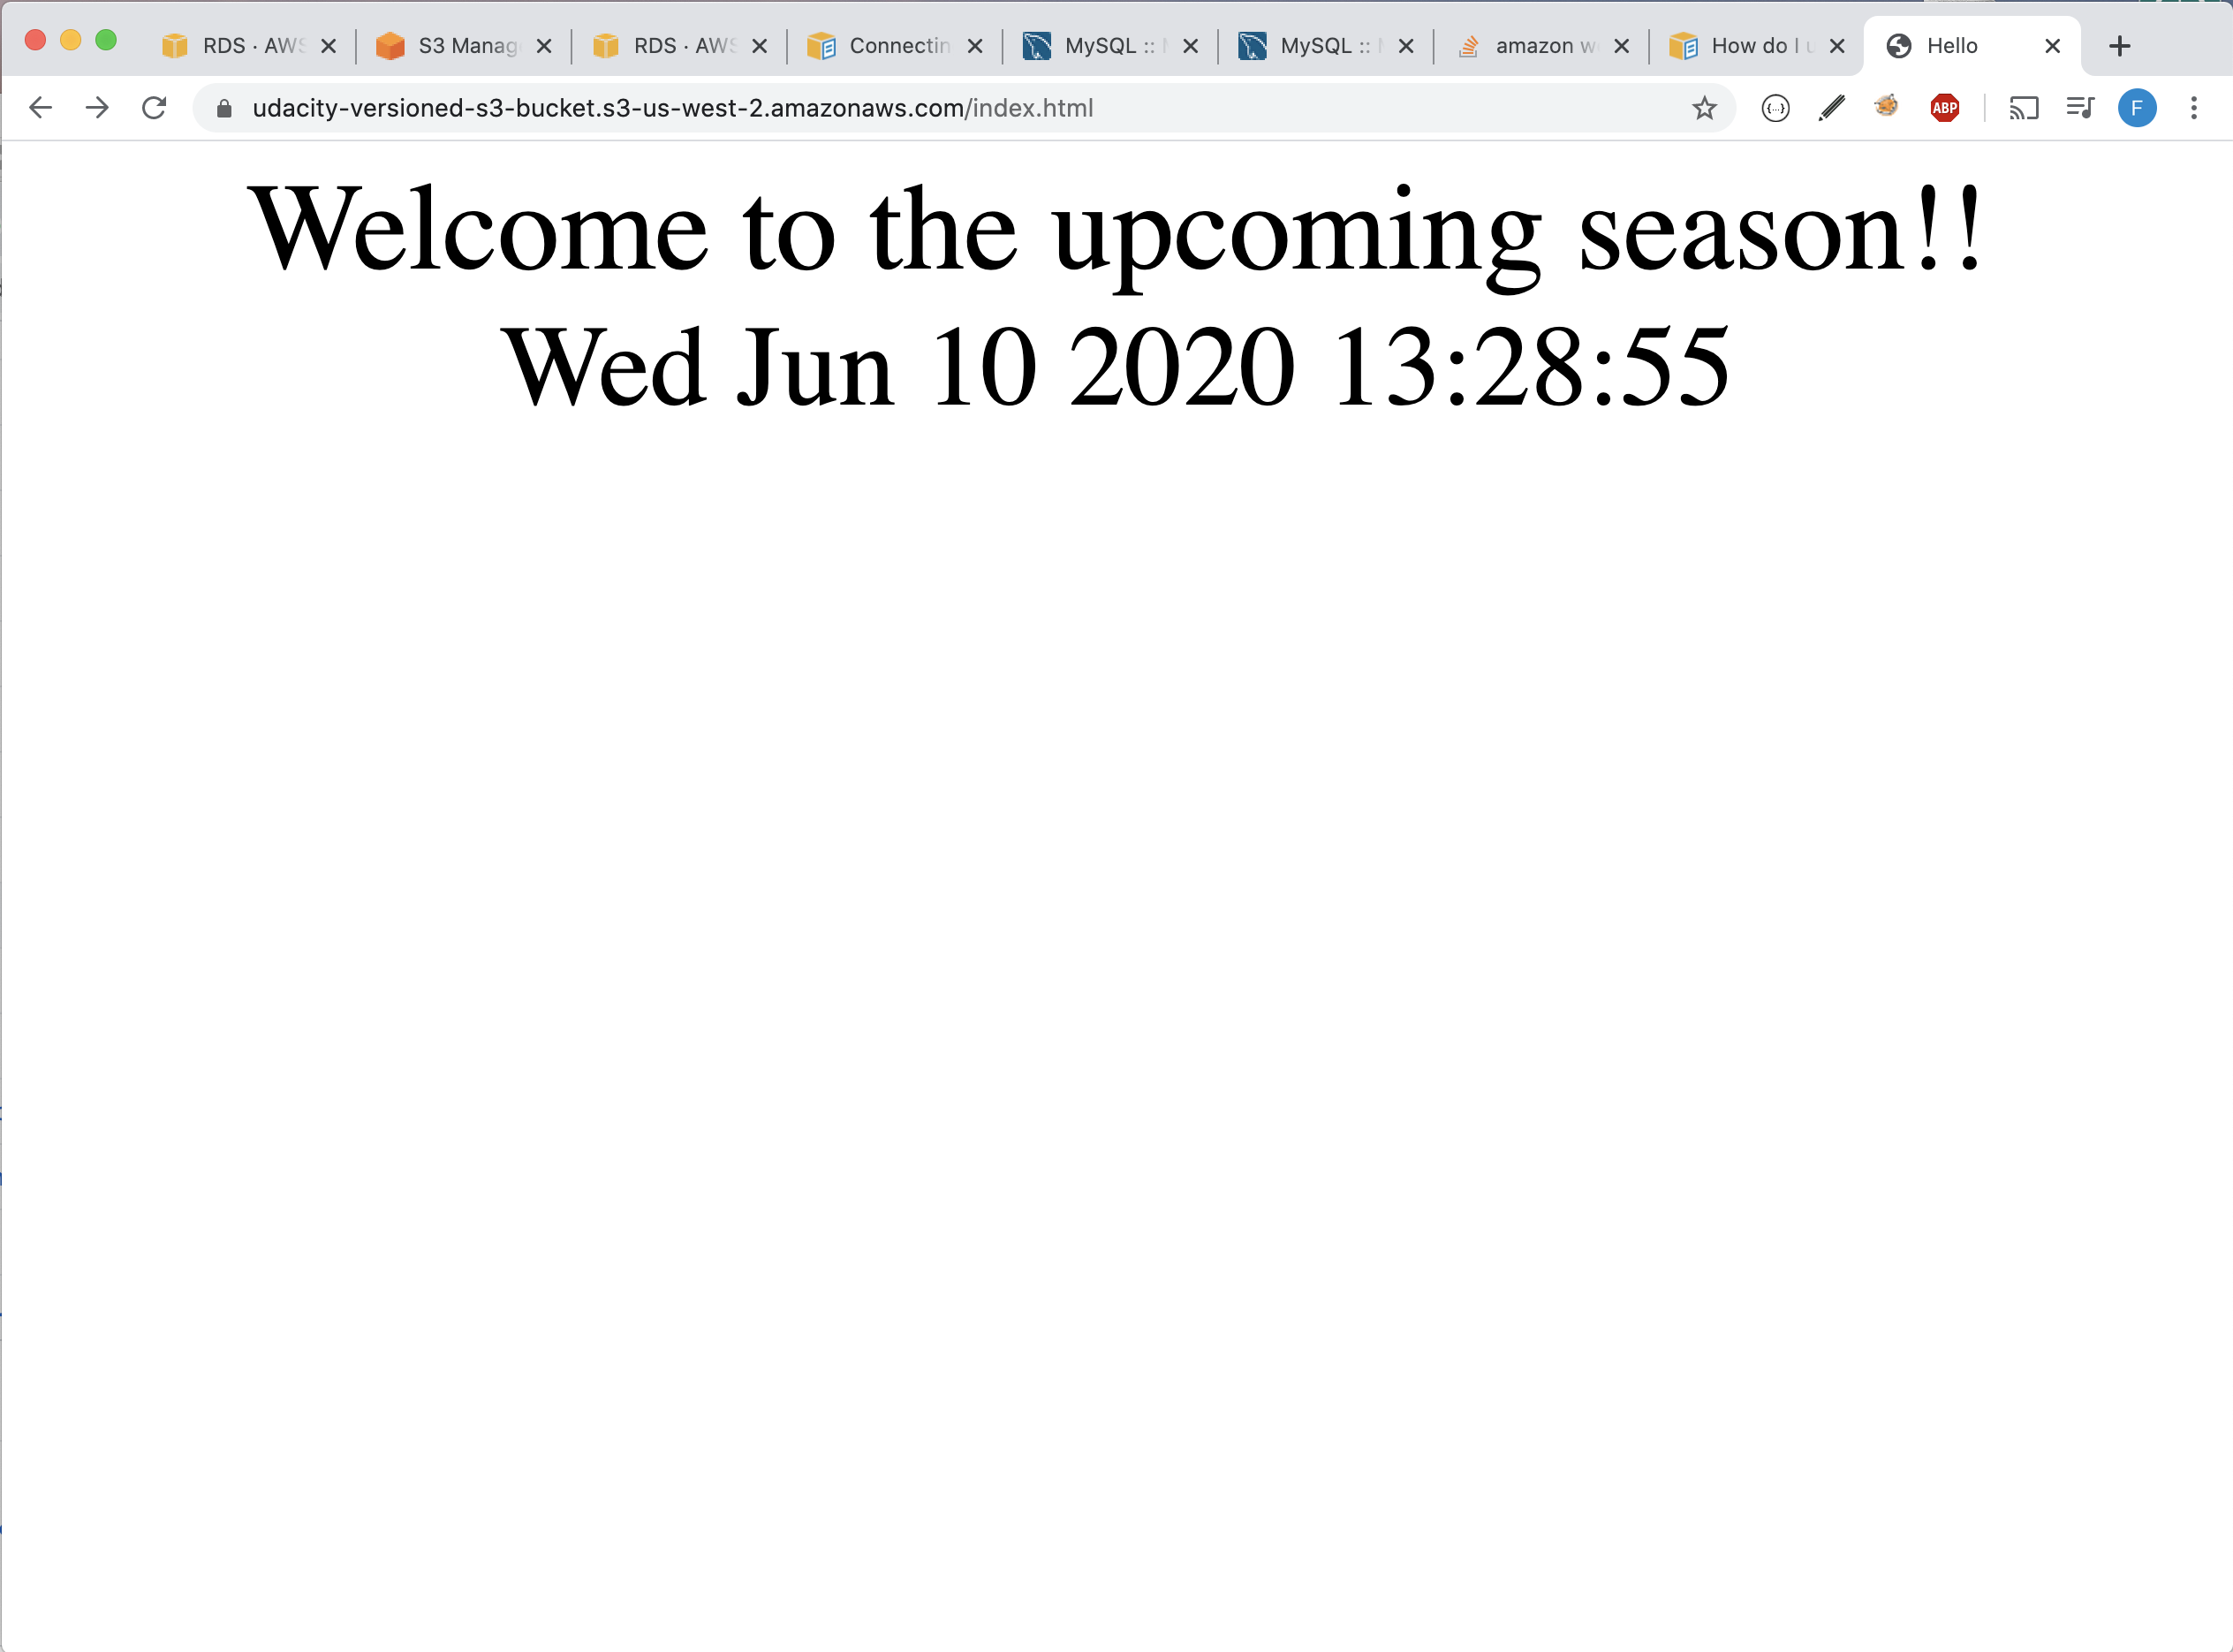 RDS · AWS
S3 Manag
RDS · AWS
Connectin
MySQL ::
MySQL ::
amazon w
How do I u
Hello
udacity-versioned-s3-bucket.s3-us-west-2.amazonaws.com/index.html
{...}
ABP
F
Welcome to the upcoming season!!
Wed Jun 10 2020 13:28:55